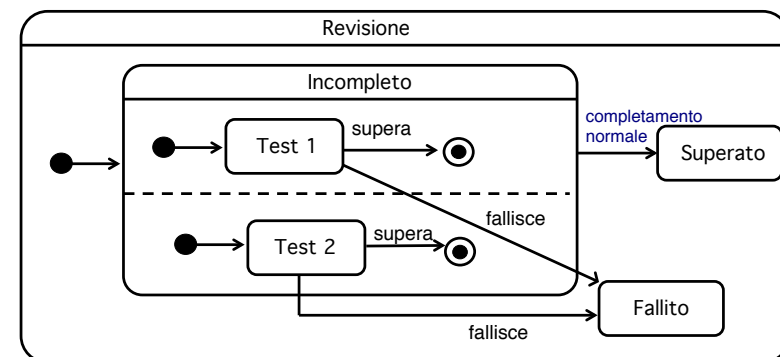 Revisione
Incompleto
completamento
normale
supera
Test 1
Superato
fallisce
supera
Test 2
Fallito
fallisce